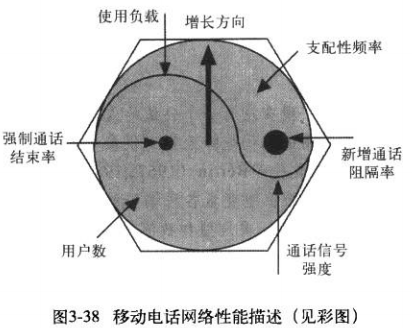 使用负载
增长方向
支配性频率
强制通话
结束率
新增通话
阻隔率
用户数
通话信号
强度
图3-38 移动电话网络性能描述（见彩图）